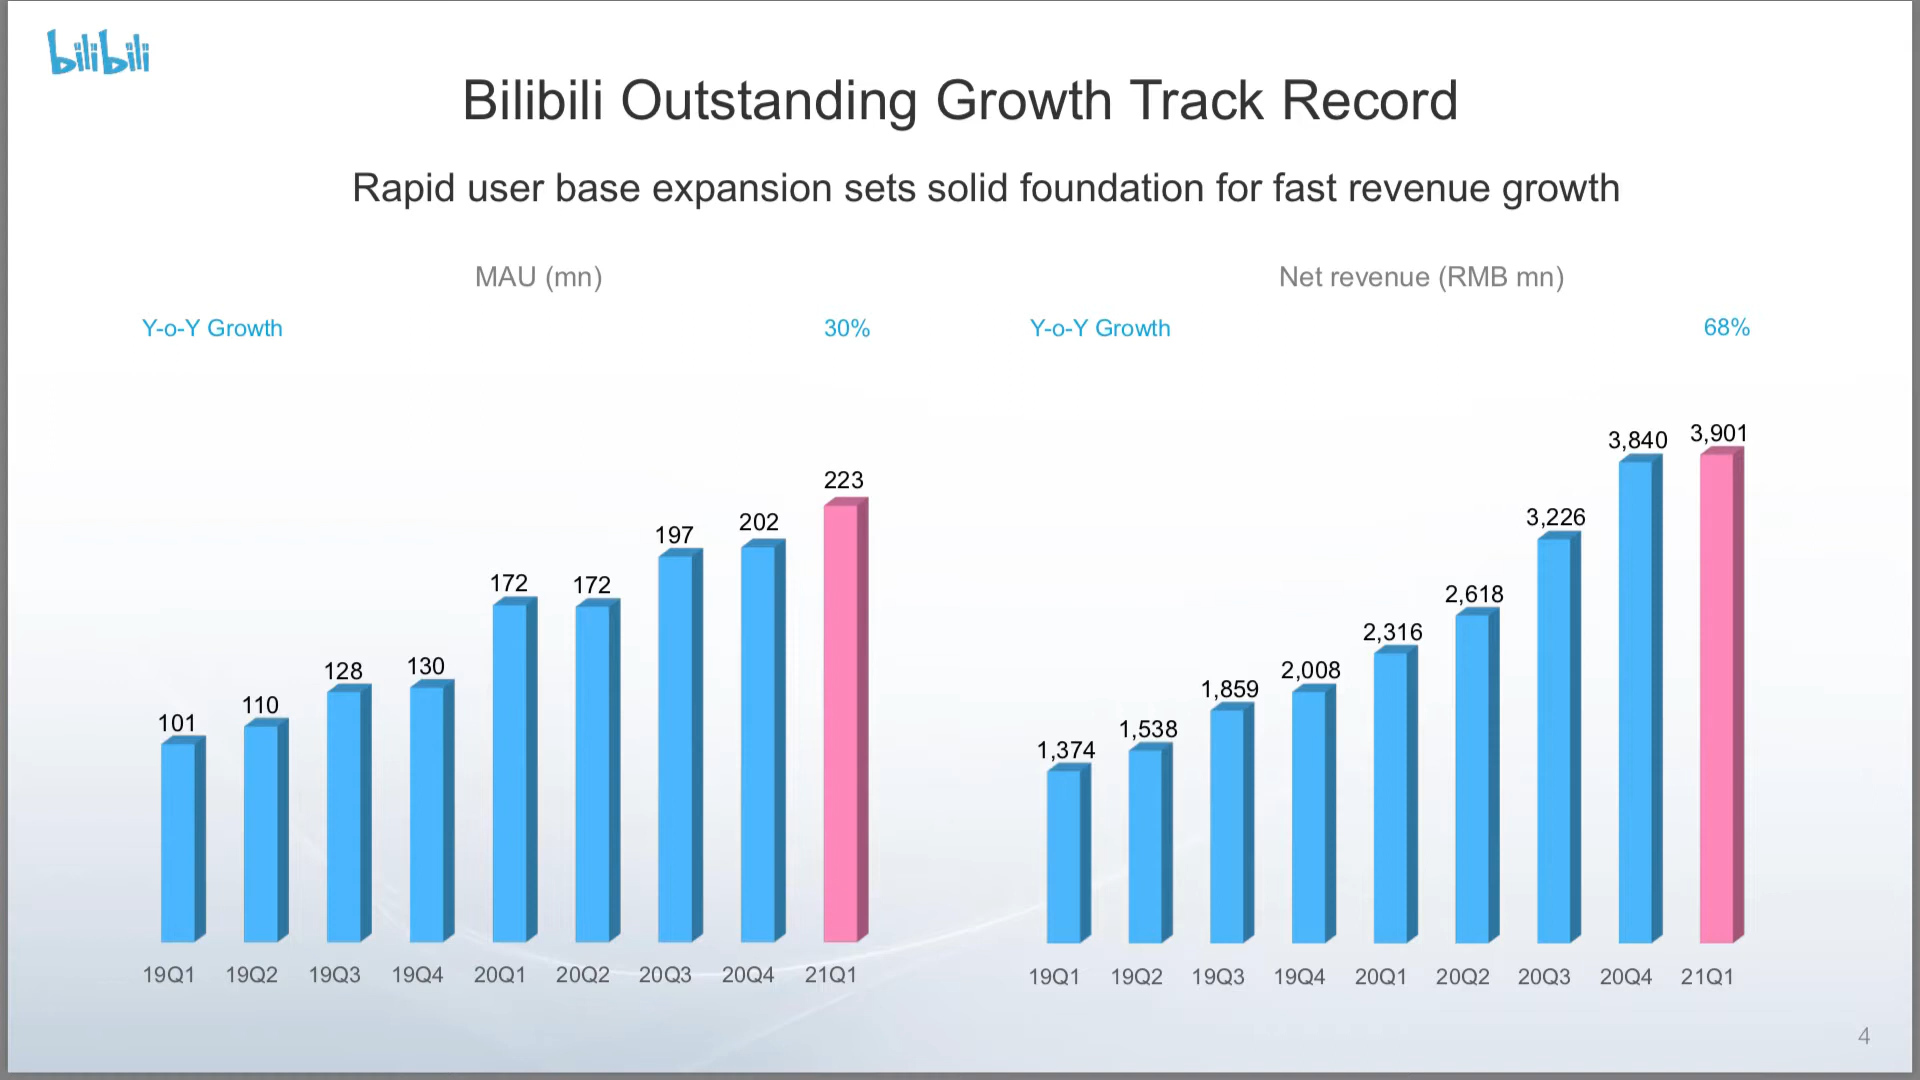 bilibili
Bilibili Outstanding Growth Track Record
Rapid user base expansion sets solid foundation for fast revenue growth
MAU (mn)
Y-o-Y Growth 30%
101 110 128 130 172 172 197 202 223
19Q1 19Q2 19Q3 19Q4 20Q1 20Q2 20Q3 20Q4 21Q1
Net revenue (RMB mn)
Y-o-Y Growth 68%
1,374 1,538 1,859 2,008 2,316 2,618 3,226 3,840 3,901
19Q1 19Q2 19Q3 19Q4 20Q1 20Q2 20Q3 20Q4 21Q1
4